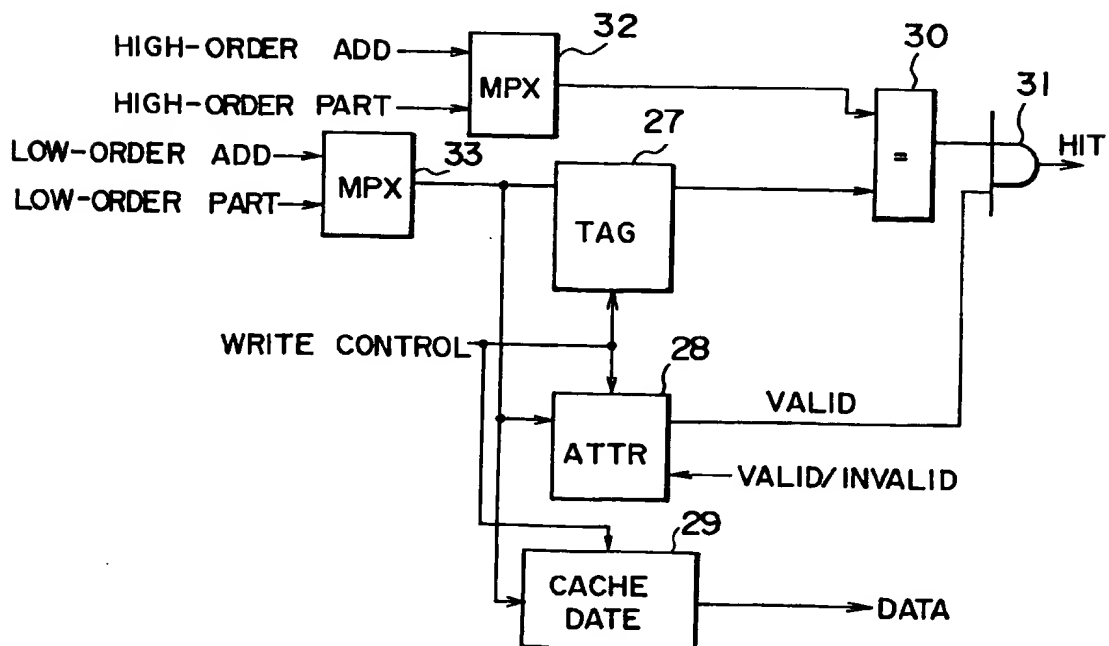 HIGH-ORDER ADD
HIGH-ORDER PART
MPX
32
LOW-ORDER ADD
LOW-ORDER PART
MPX
33
27
TAG
30
=
31
HIT
WRITE CONTROL
28
ATTR
VALID
VALID/INVALID
29
CACHE
DATE
DATA